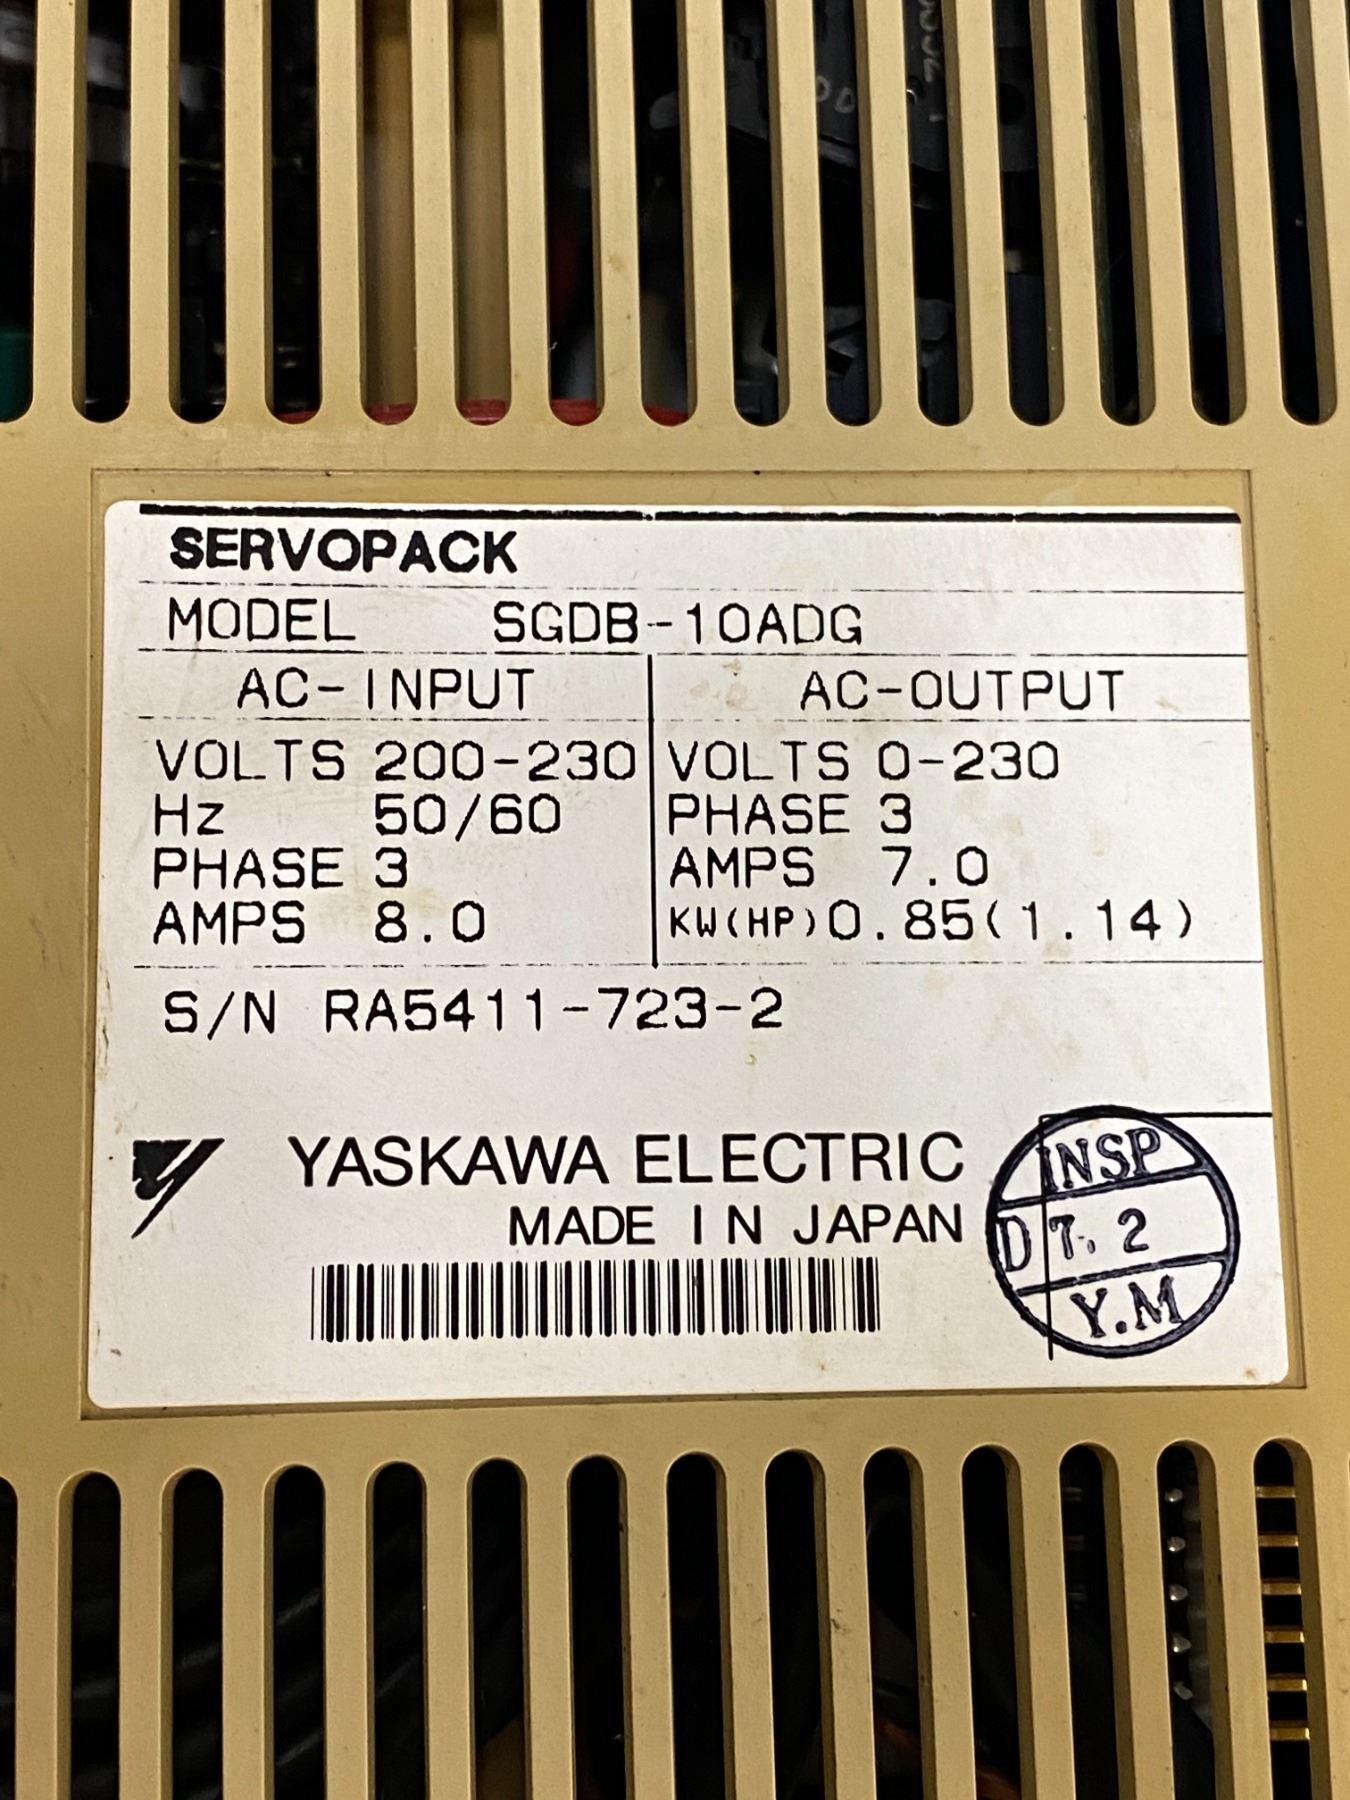 SERVOPACK
MODEL SGDB-10ADG
AC-INPUT AC-OUTPUT
VOLTS 200-230 VOLTS 0-230
Hz 50/60 PHASE 3
PHASE 3 AMPS 7.0
AMPS 8.0 KW(HP)0.85(1.14)
S/N RA5411-723-2
YASKAWA ELECTRIC
MADE IN JAPAN
INSP
D 7. 2
Y.M